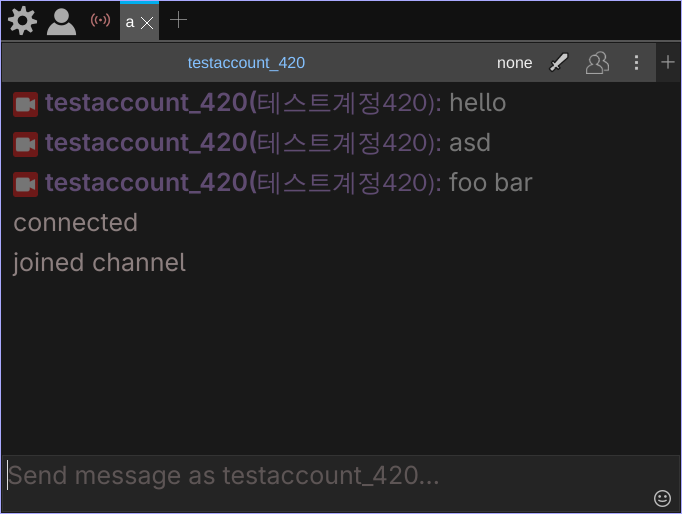 a
testaccount_420 none
testaccount_420(테스트계정420): hello
testaccount_420(테스트계정420): asd
testaccount_420(테스트계정420): foo bar
connected
joined channel
Send message as testaccount_420...